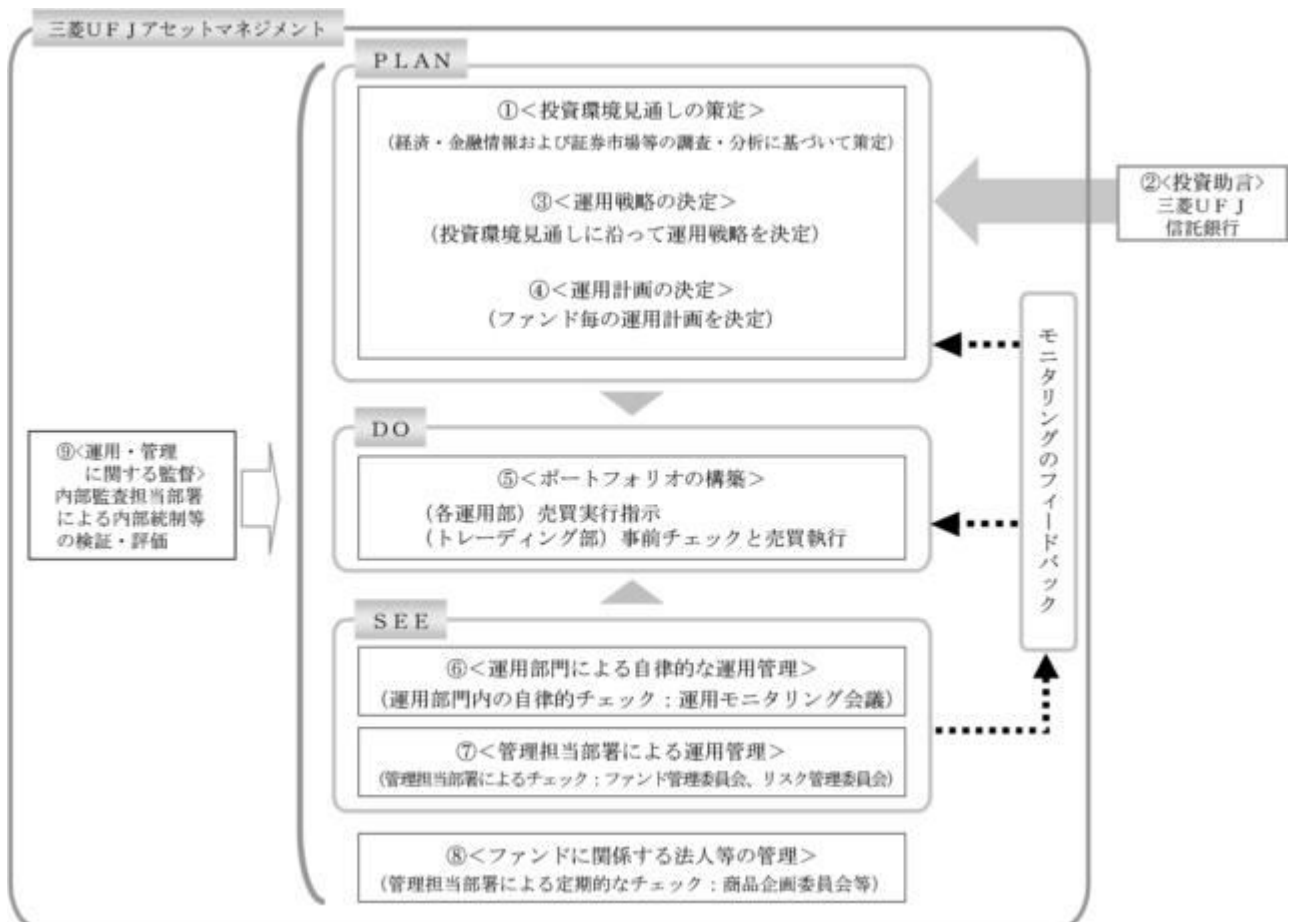 三菱UFJアセットマネジメント
PLAN
①＜投資環境見通しの策定＞
（経済・金融情報および証券市場等の調査・分析に基づいて策定）
②＜投資助言＞
三菱UFJ
信託銀行
③＜運用戦略の決定＞
（投資環境見通しに沿って運用戦略を決定）
④＜運用計画の決定＞
（ファンド毎の運用計画を決定）
モニタリングのフィードバック
DO
⑤＜ポートフォリオの構築＞
（各運用部）売買実行指示
（トレーディング部）事前チェックと売買執行
⑨＜運用・管理
に関する監督＞
内部監査担当部署
による内部統制等
の検証・評価
SEE
⑥＜運用部門による自律的な運用管理＞
（運用部門内の自律的チェック：運用モニタリング会議）
⑦＜管理担当部署による運用管理＞
（管理担当部署によるチェック：ファンド管理委員会、リスク管理委員会）
⑧＜ファンドに関係する法人等の管理＞
（管理担当部署による定期的なチェック：商品企画委員会等）